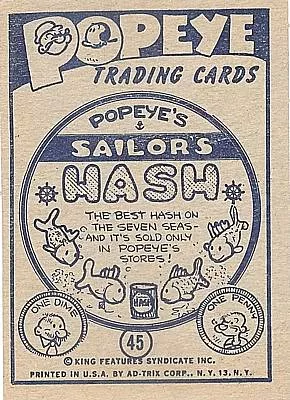 POPEYE
TRADING CARDS
POPEYE'S
SAILOR'S
HASH
THE BEST HASH ON
THE SEVEN SEAS-
AND IT'S SOLD ONLY
IN POPEYE'S
STORES!
HASH
ONE DIME
ONE PENNY
45
© KING FEATURES SYNDICATE INC.
PRINTED IN U.S.A. BY AD-TRIX CORP., N.Y. 13, N.Y.